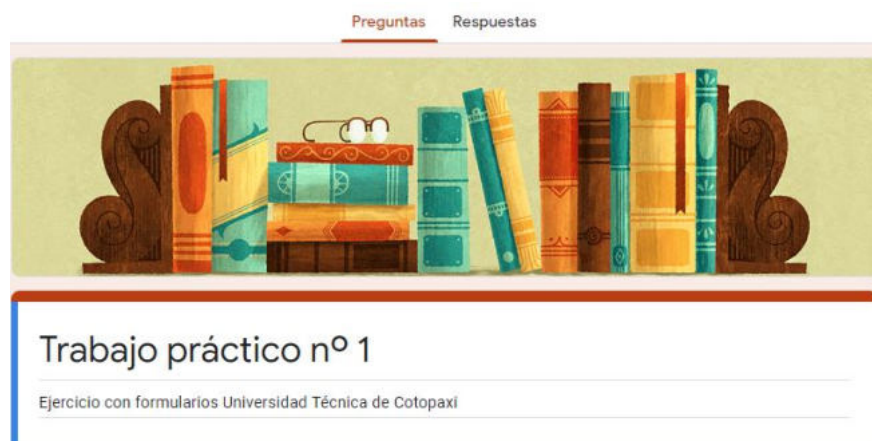 Preguntas Respuestas
Trabajo práctico nº 1
Ejercicio con formularios Universidad Técnica de Cotopaxi